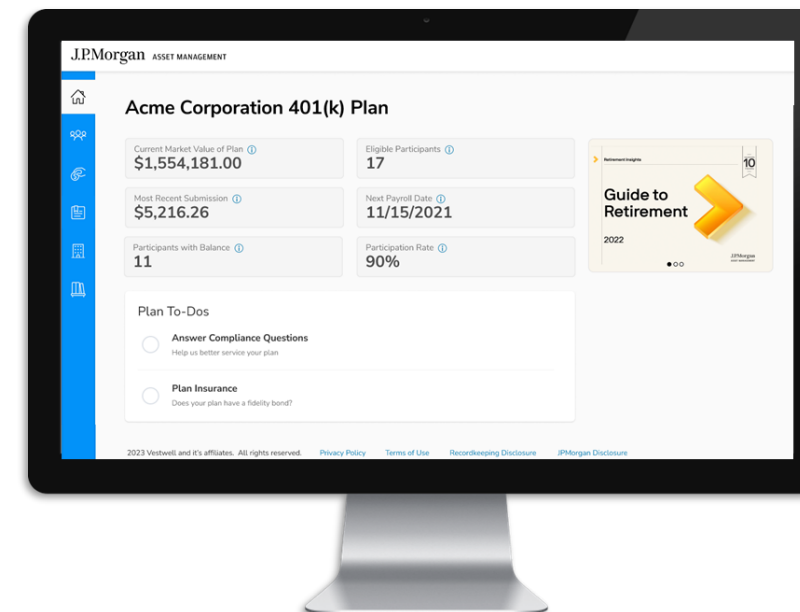 J.P.Morgan ASSET MANAGEMENT
Acme Corporation 401(k) Plan
Current Market Value of Plan
$1,554,181.00
Eligible Participants
17
Most Recent Submission
$5,216.26
Next Payroll Date
11/15/2021
Participants with Balance
11
Participation Rate
90%
Retirement Insights
10
Guide to
Retirement
2022
J.P.Morgan
ASSET MANAGEMENT
Plan To-Dos
Answer Compliance Questions
Help us better service your plan
Plan Insurance
Does your plan have a fidelity bond?
2023 Vestwell and it's affiliates. All rights reserved. Privacy Policy Terms of Use Recordkeeping Disclosure JPMorgan Disclosure